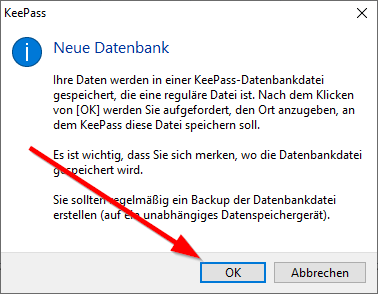 KeePass
Neue Datenbank
Ihre Daten werden in einer KeePass-Datenbankdatei
gespeichert, die eine reguläre Datei ist. Nach dem Klicken
von [OK] werden Sie aufgefordert, den Ort anzugeben, an
dem KeePass diese Datei speichern soll.
Es ist wichtig, dass Sie sich merken, wo die Datenbankdatei
gespeichert wird.
Sie sollten regelmäßig ein Backup der Datenbankdatei
erstellen (auf ein unabhängiges Datenspeichergerät).
OK
Abbrechen